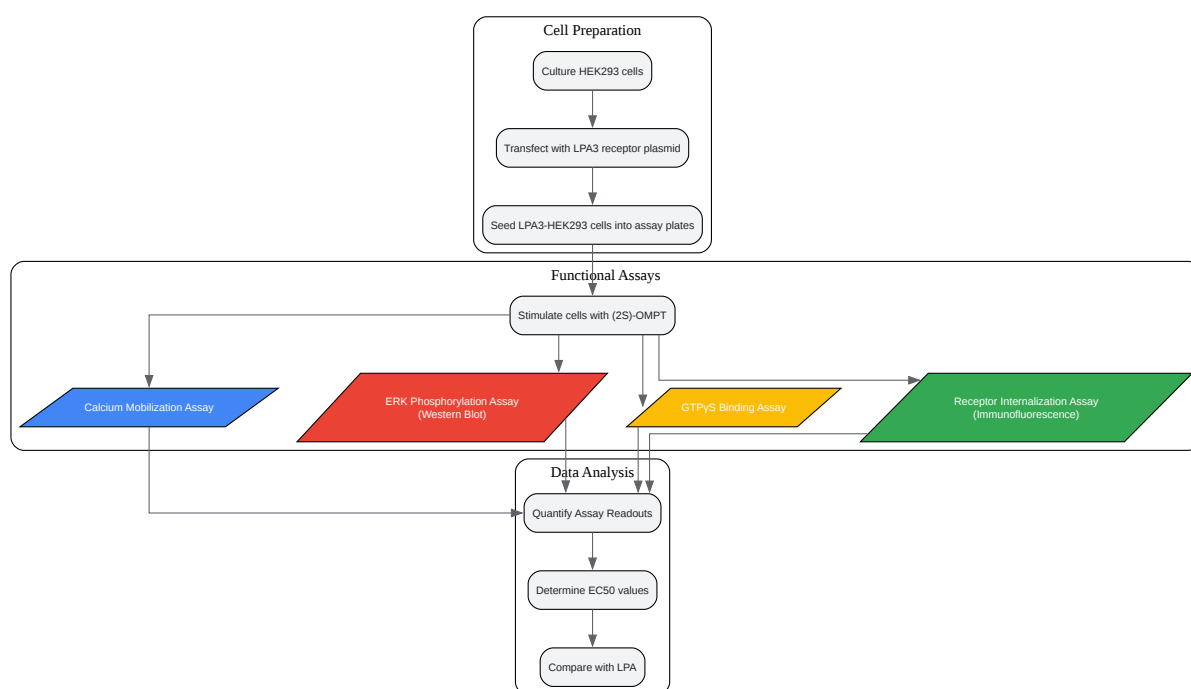 Cell Preparation
Culture HEK293 cells
Transfect with LPA3 receptor plasmid
Seed LPA3-HEK293 cells into assay plates
Functional Assays
Stimulate cells with (2S)-OMPT
Calcium Mobilization Assay
ERK Phosphorylation Assay
(Western Blot)
GTPyS Binding Assay
Receptor Internalization Assay
(Immunofluorescence)
Data Analysis
Quantify Assay Readouts
Determine EC50 values
Compare with LPA